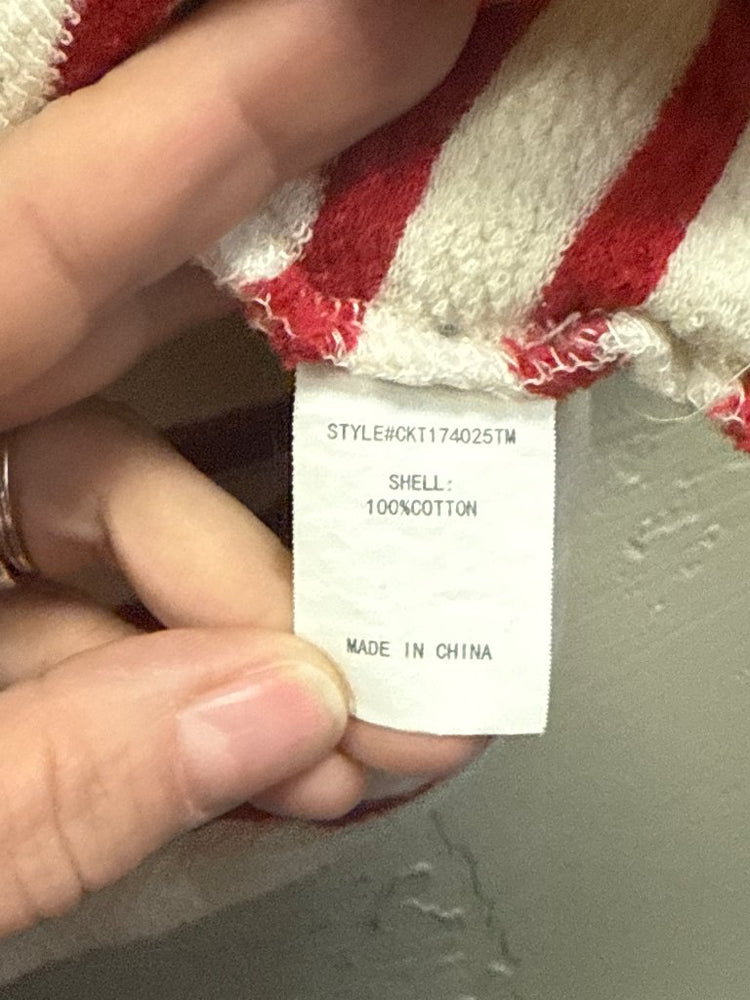 STYLE#CKT174025TM
SHELL:
100%COTTON
MADE IN CHINA